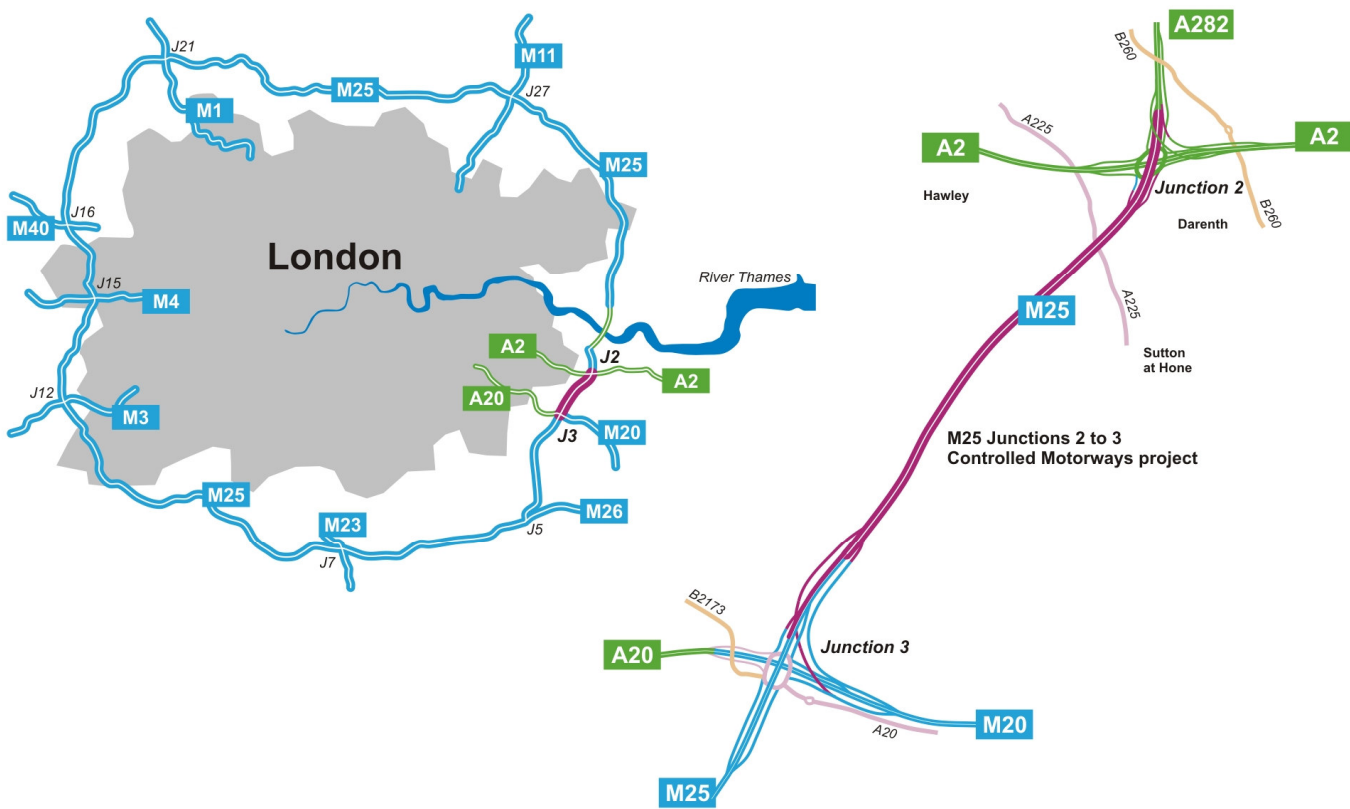 J21
M1
M25
M11
J27
M25
J16
M40
London
J15
M4
River Thames
A2
J2
A2
A20
J3
M20
J12
M3
M25
M23
J7
J5
M26
A282
B260
A225
A2
A2
Hawley
Junction 2
Darenth
B260
M25
A225
Sutton
at Hone
M25 Junctions 2 to 3
Controlled Motorways project
B2173
A20
Junction 3
A20
M20
M25